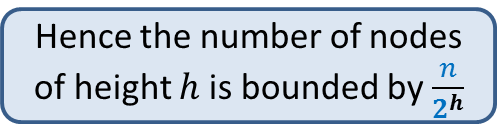 Hence the number of nodes
of height h is bounded by n/2^h